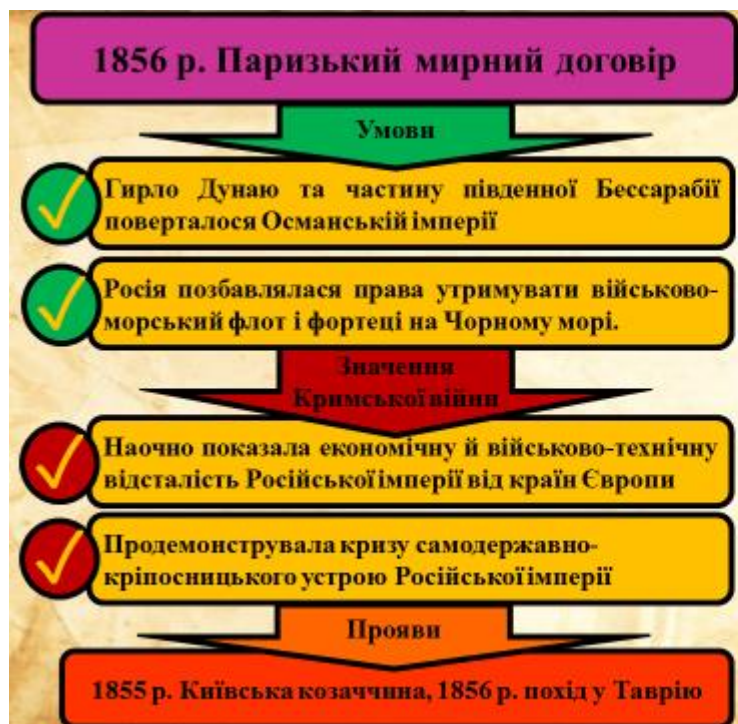 1856 р. Паризький мирний договір
Умови
Гирло Дунаю та частину південної Бессарабії
поверталося Османській імперії
Росія позбавлялася права утримувати військово-
морський флот і фортеці на Чорному морі.
Значення
Кримської війни
Наочно показала економічну й військово-технічну
відсталість Російської імперії від країн Європи
Продемонструвала кризу самодержавно-
кріпосницького устрою Російської імперії
Прояви
1855 р. Київська козаччина, 1856 р. похід у Таврію